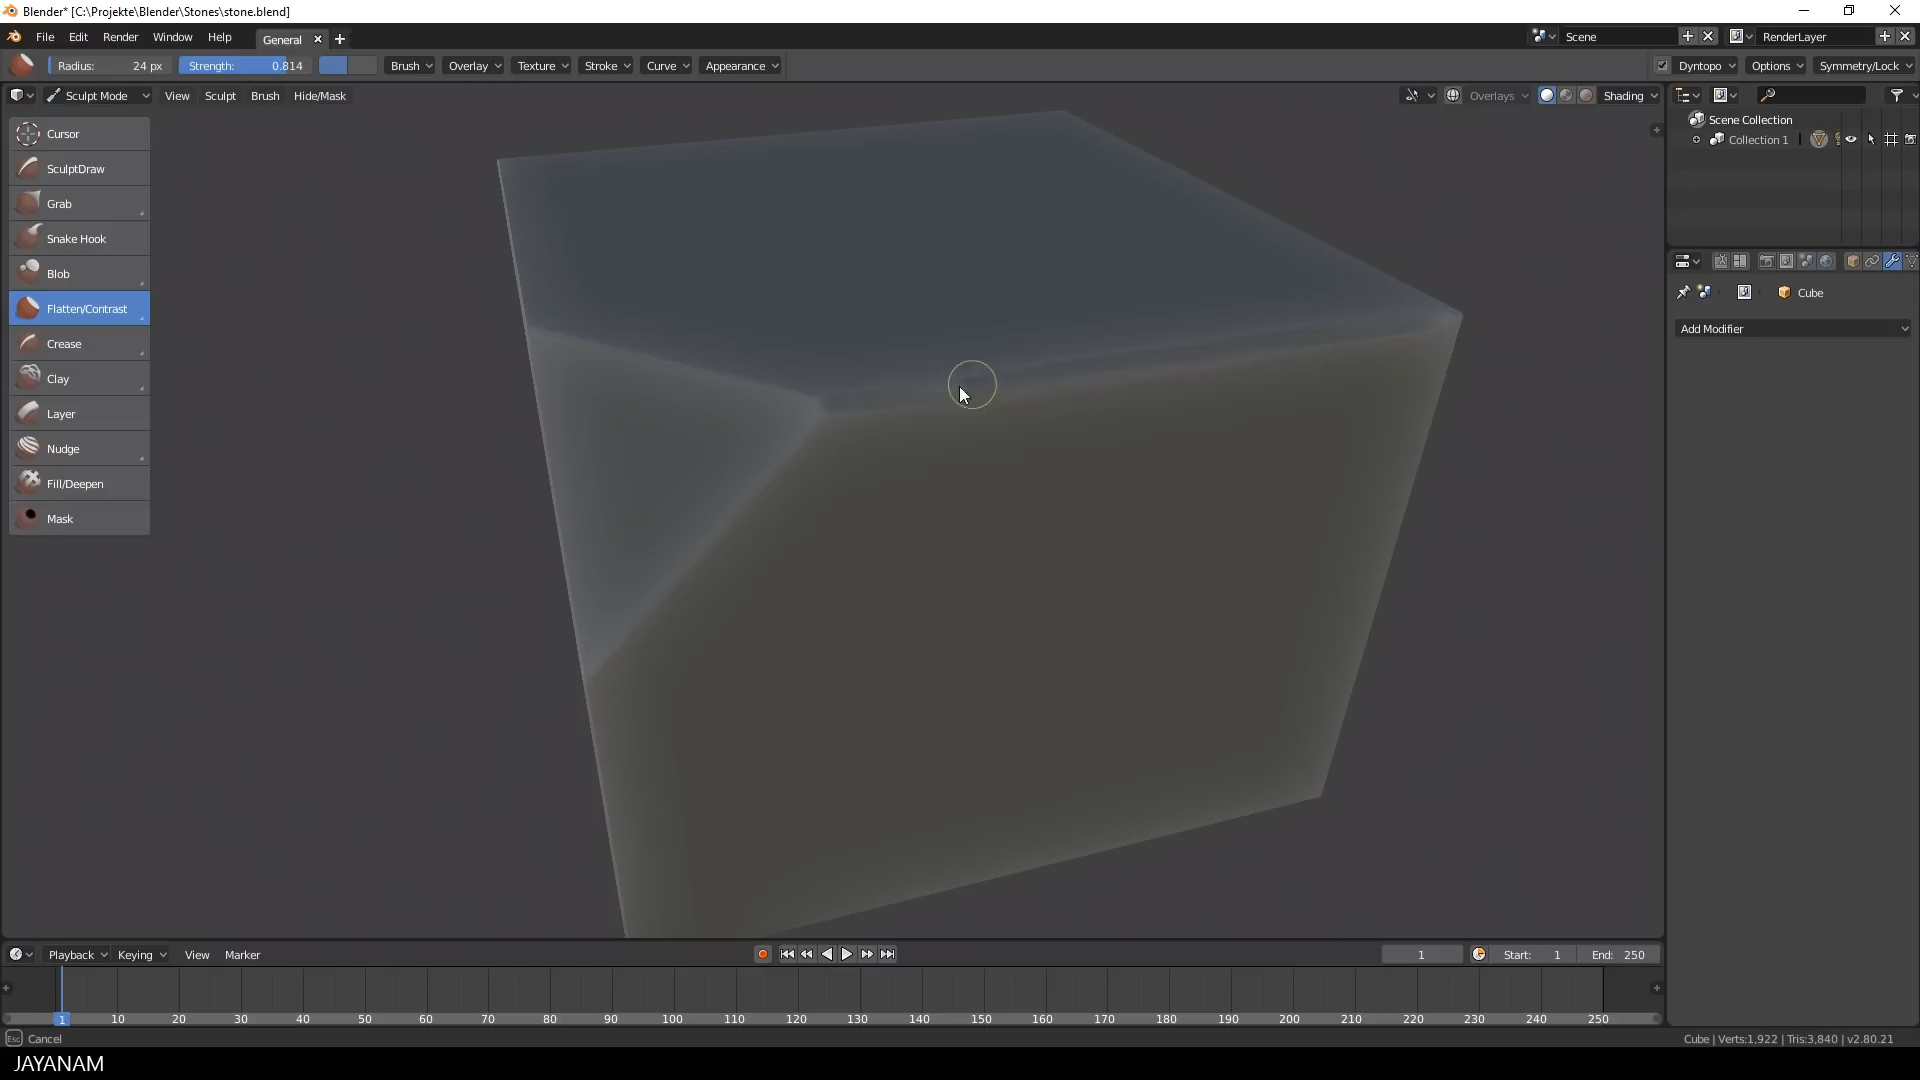 Blender* [C:\Projekte\Blender\Stones\stone.blend]
File Edit Render Window Help General Scene RenderLayer
Radius: 24 px Strength: 0.814 Brush Overlay Texture Stroke Curve Appearance Dyntopo Options Symmetry/Lock
Sculpt Mode View Sculpt Brush Hide/Mask Overlays Shading
Scene Collection
Collection 1
Cursor
SculptDraw
Grab
Snake Hook
Blob
Flatten/Contrast
Crease
Clay
Layer
Nudge
Fill/Deepen
Mask
Cube
Add Modifier
Playback Keying View Marker 1 Start: 1 End: 250
1 10 20 30 40 50 60 70 80 90 100 110 120 130 140 150 160 170 180 190 200 210 220 230 240 250
Esc Cancel Cube | Verts:1,922 | Tris:3,840 | v2.80.21
JAYANAM